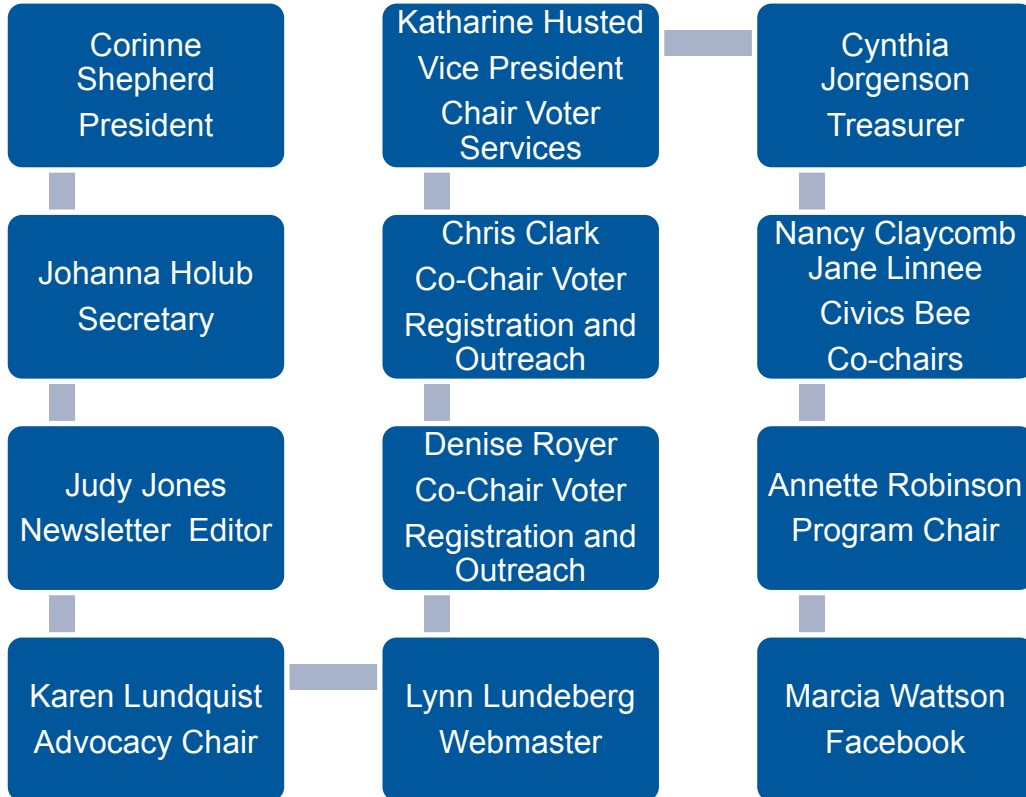 Corinne
Shepherd
President
Johanna Holub
Secretary
Judy Jones
Newsletter  Editor
Karen Lundquist
Advocacy Chair
Lynn Lundeberg
Webmaster
Denise Royer
Co-Chair Voter
Registration and
Outreach
Chris Clark
Co-Chair Voter
Registration and
Outreach
Katharine Husted
Vice President
Chair Voter
Services
Cynthia
Jorgenson
Treasurer
Nancy Claycomb
Jane Linnee
Civics Bee
Co-chairs
Annette Robinson
Program Chair
Marcia Wattson
Facebook